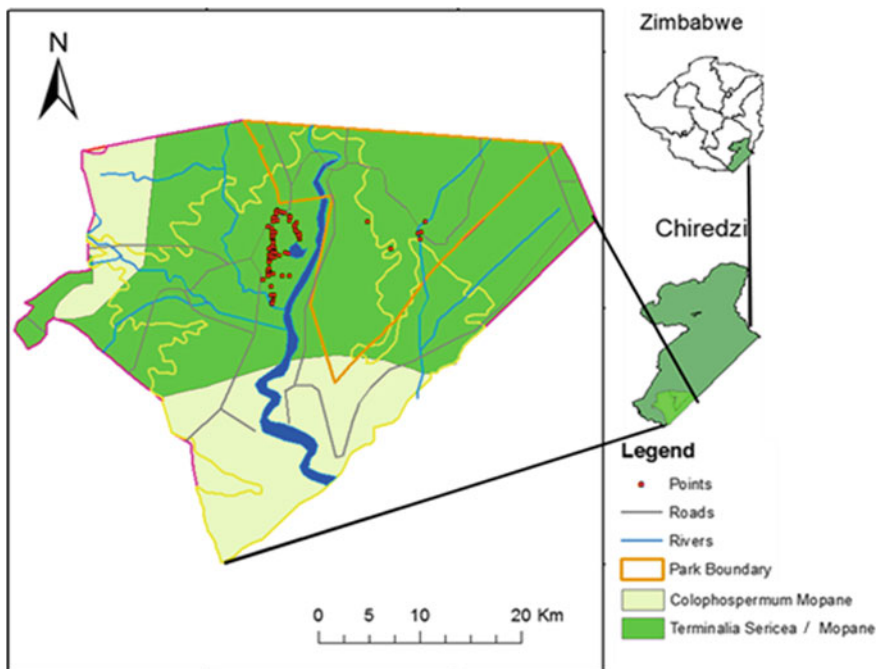 N
Zimbabwe
Chiredzi
Legend
Points
Roads
Rivers
Park Boundary
Colophospermum Mopane
Terminalia Sericea / Mopane
0 5 10 20 Km